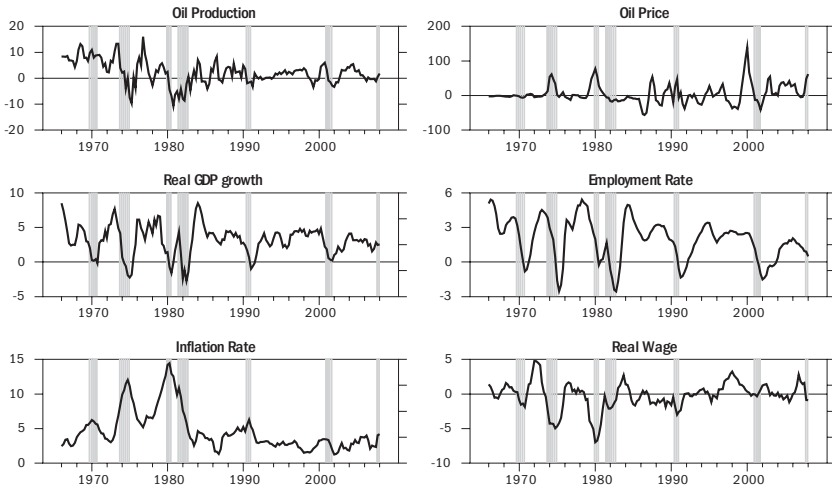 Oil Production
20
10
0
-10
-20
1970 1980 1990 2000
Oil Price
200
100
0
-100
1970 1980 1990 2000
Real GDP growth
10
5
0
-5
1970 1980 1990 2000
Employment Rate
6
3
0
-3
1970 1980 1990 2000
Inflation Rate
15
10
5
0
1970 1980 1990 2000
Real Wage
5
0
-5
-10
1970 1980 1990 2000